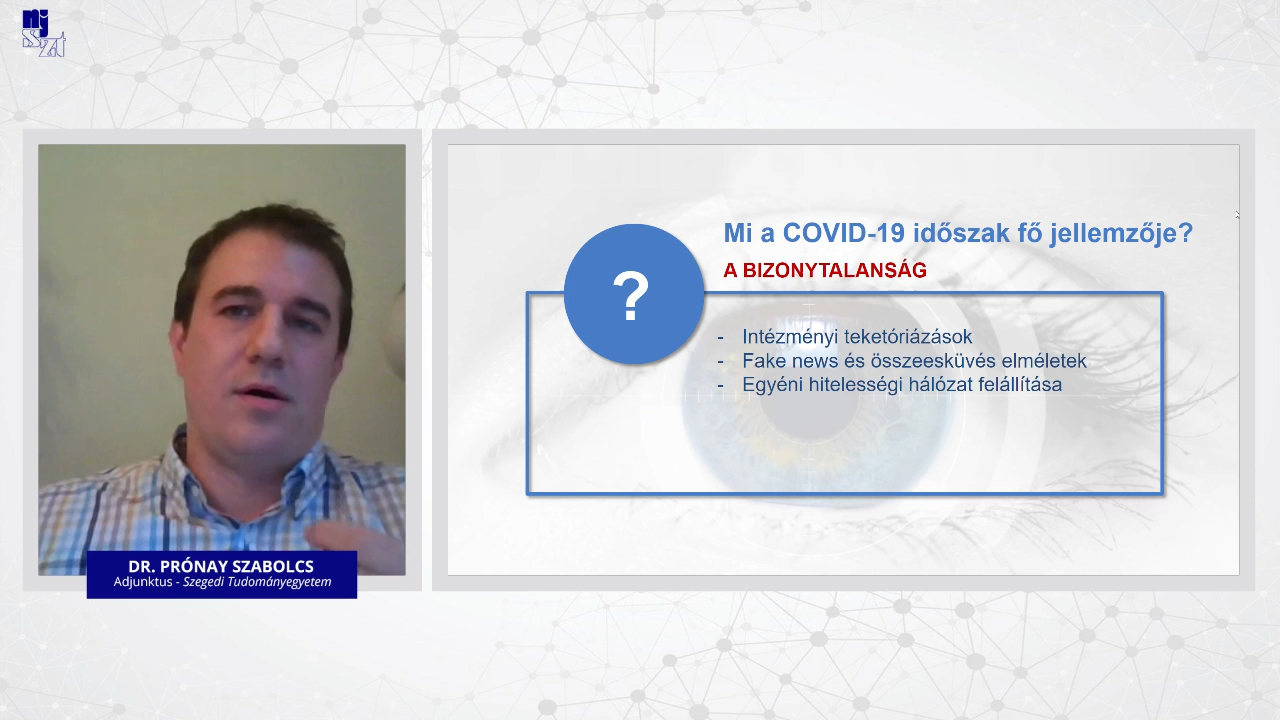 njszt
Mi a COVID-19 időszak fő jellemzője?
A BIZONYTALANSÁG
?
- Intézményi teketóriázások
- Fake news és összeesküvés elméletek
- Egyéni hitelességi hálózat felállítása
DR. PRÓNAY SZABOLCS
Adjunktus - Szegedi Tudományegyetem